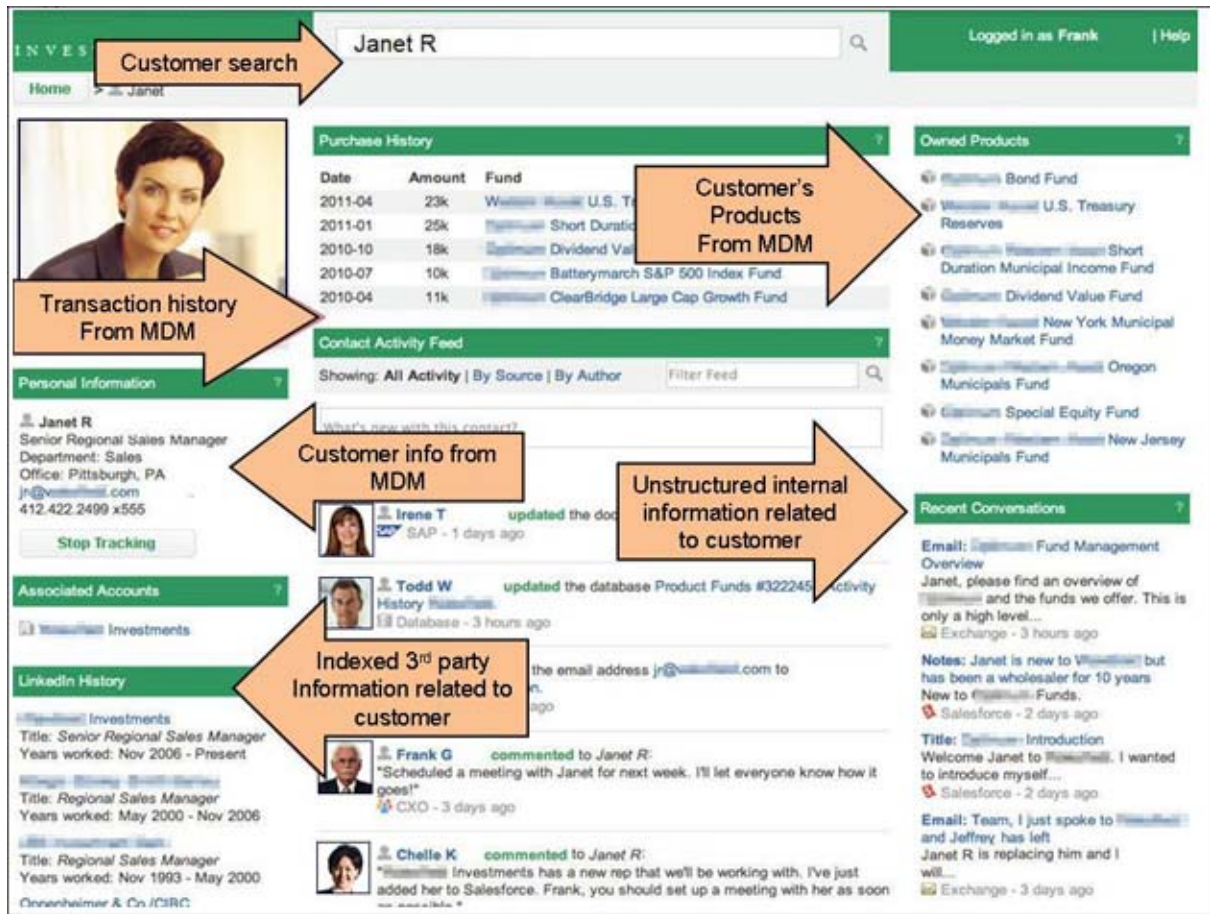 INVES
Customer search
Janet R
Logged in as Frank | Help
Home > Janet
Transaction history
From MDM
Personal Information ?
Janet R
Senior Regional Sales Manager
Department: Sales
Office: Pittsburgh, PA
jr@ .com
412.422.2499 x555
Stop Tracking
Associated Accounts ?
Investments
LinkedIn History
Investments
Title: Senior Regional Sales Manager
Years worked: Nov 2006 - Present
Title: Regional Sales Manager
Years worked: May 2000 - Nov 2006
Title: Regional Sales Manager
Years worked: Nov 1993 - May 2000
Oppenheimer & Co./CIBC
Purchase History ?
Date Amount Fund
2011-04 23k U.S. Tr
2011-01 25k Short Duratio
2010-10 18k Dividend Val
2010-07 10k Batterymarch S&P 500 Index Fund
2010-04 11k ClearBridge Large Cap Growth Fund
Customer's
Products
From MDM
Contact Activity Feed ?
Showing: All Activity | By Source | By Author Filter Feed
What's new with this contact?
Customer info from
MDM
Unstructured internal
information related
to customer
Irene T updated the doc
SAP - 1 days ago
Todd W updated the database Product Funds #322245 Activity
History
Database - 3 hours ago
Indexed 3rd party
Information related to
customer
the email address jr@ .com to
ago
Frank G commented to Janet R:
"Scheduled a meeting with Janet for next week. I'll let everyone know how it
goes!"
CXO - 3 days ago
Chelle K commented to Janet R:
" Investments has a new rep that we'll be working with. I've just
added her to Salesforce. Frank, you should set up a meeting with her as soon
as possible."
Owned Products ?
Bond Fund
U.S. Treasury
Reserves
Short
Duration Municipal Income Fund
Dividend Value Fund
New York Municipal
Money Market Fund
Oregon
Municipals Fund
Special Equity Fund
New Jersey
Municipals Fund
Recent Conversations ?
Email: Fund Management
Overview
Janet, please find an overview of
and the funds we offer. This is
only a high level...
Exchange - 3 hours ago
Notes: Janet is new to but
has been a wholesaler for 10 years
New to Funds.
Salesforce - 2 days ago
Title: Introduction
Welcome Janet to . I wanted
to introduce myself...
Salesforce - 2 days ago
Email: Team, I just spoke to
and Jeffrey has left
Janet R is replacing him and I
will...
Exchange - 3 days ago